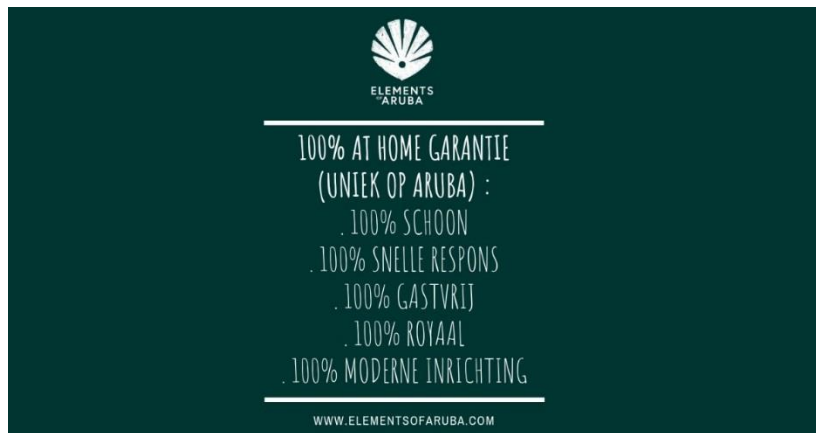 ELEMENTS
OF ARUBA
100% AT HOME GARANTIE
(UNIEK OP ARUBA) :
. 100% SCHOON
. 100% SNELLE RESPONS
. 100% GASTVRIJ
. 100% ROYAAL
. 100% MODERNE INRICHTING
WWW.ELEMENTSOFARUBA.COM